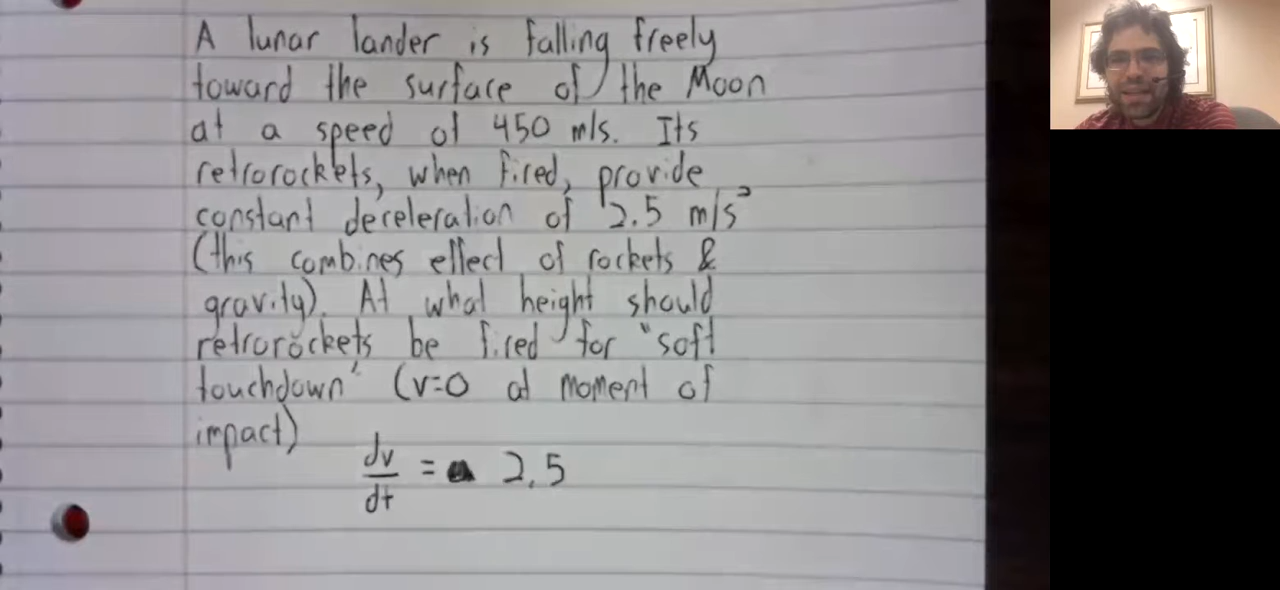 A lunar lander is falling freely
toward the surface of the Moon
at a speed of 450 m/s. Its
retrorockets, when fired, provide
constant deceleration of 2.5 m/s²
(this combines effect of rockets &
gravity). At what height should
retrorockets be fired for "soft
touchdown" (v=0 at moment of
impact)
dv/dt = 2.5